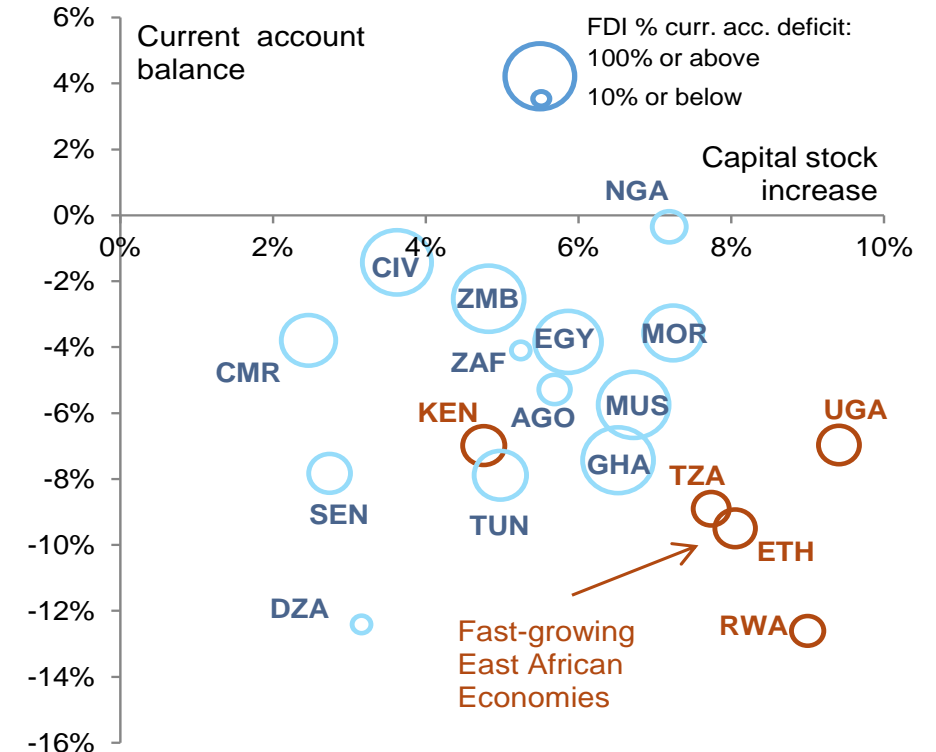 6%
Current account
balance
FDI % curr. acc. deficit:
100% or above
10% or below
4%
2%
Capital stock
increase
NGA
0%
0%
2%
4%
6%
8%
10%
-2%
CIV
ZMB
-4%
CMR
ZAF
EGY
MOR
-6%
KEN
AGO
MUS
UGA
-8%
SEN
TUN
GHA
TZA
-10%
ETH
-12%
DZA
RWA
Fast-growing
East African
Economies
-14%
-16%